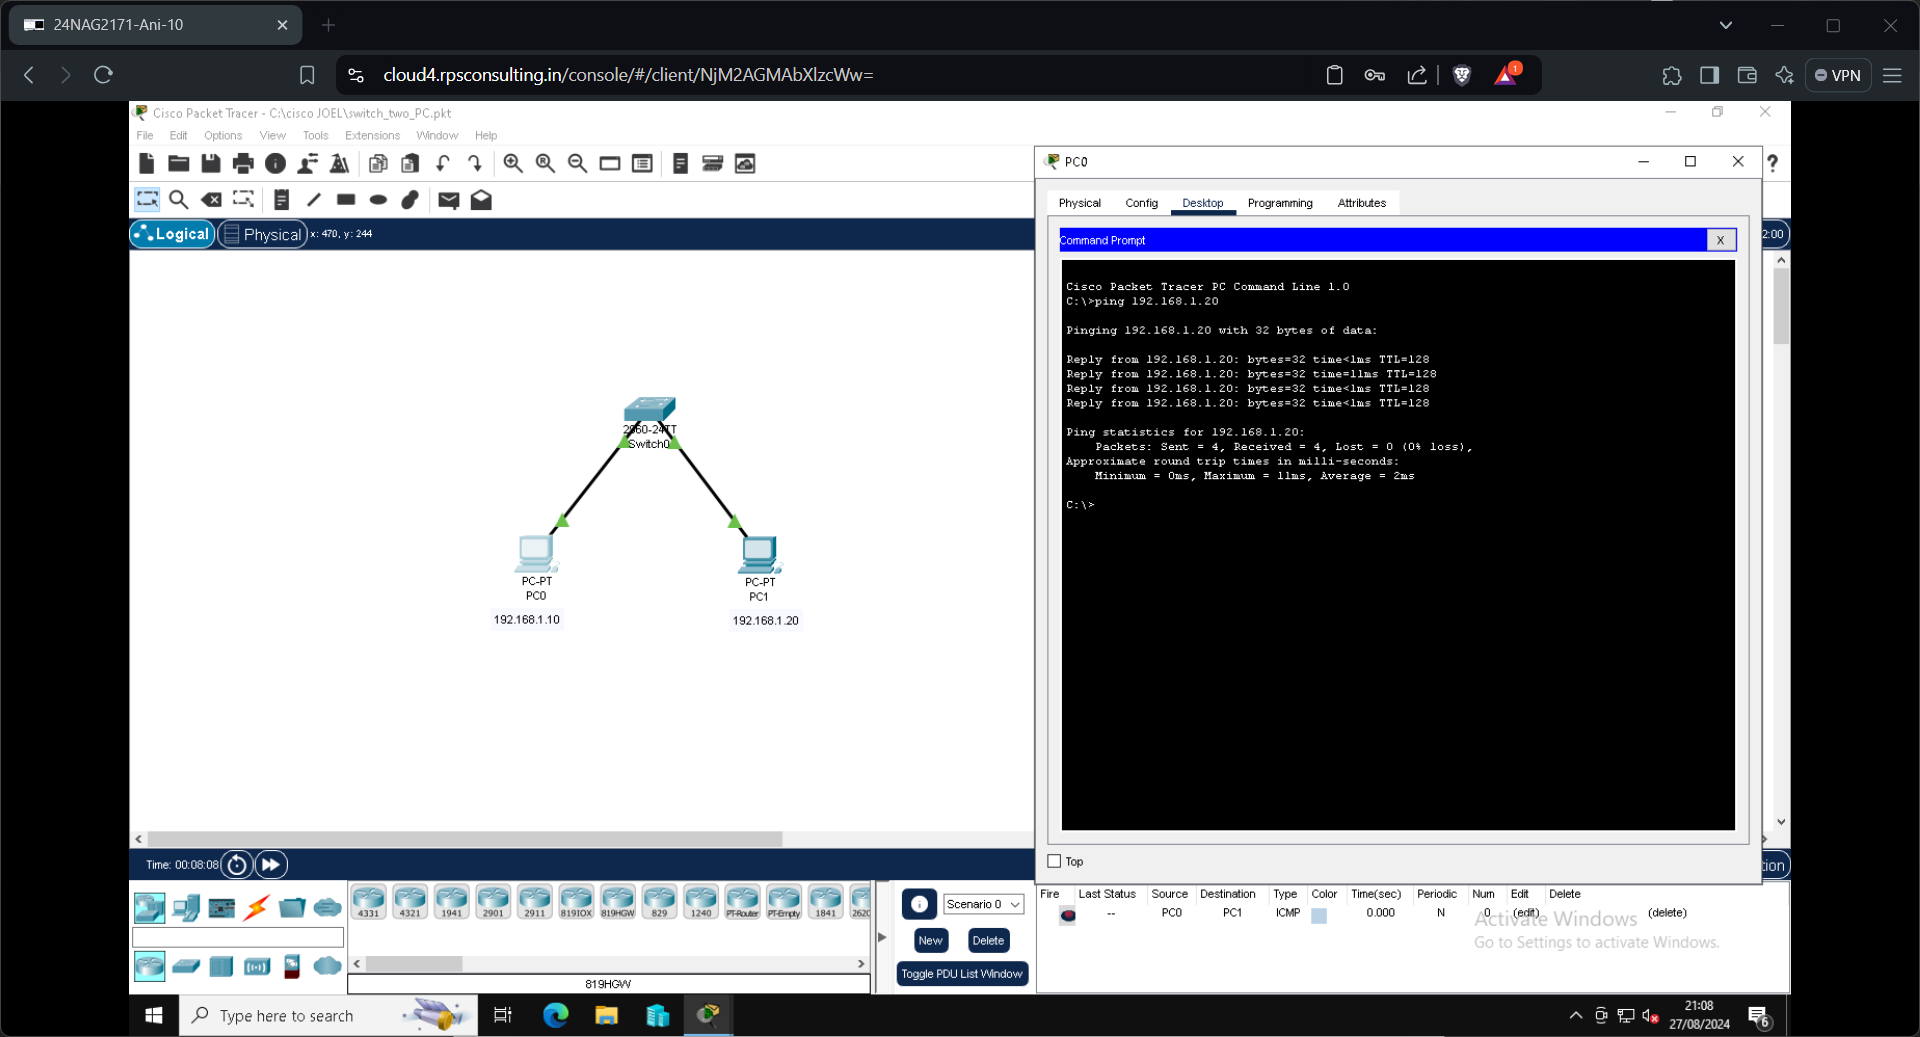 24NAG2171-Ani-10
cloud4.rpsconsulting.in/console/#/client/NjM2AGMAbXlzcWw=
1
VPN
Cisco Packet Tracer - C:\cisco JOEL\switch_two_PC.pkt
File Edit Options View Tools Extensions Window Help
Logical Physical x: 470, y: 244
2:00
2960-24TT
Switch0
PC-PT
PC0
192.168.1.10
PC-PT
PC1
192.168.1.20
PC0
Physical Config Desktop Programming Attributes
Command Prompt X
Cisco Packet Tracer PC Command Line 1.0
C:\>ping 192.168.1.20
Pinging 192.168.1.20 with 32 bytes of data:
Reply from 192.168.1.20: bytes=32 time<1ms TTL=128
Reply from 192.168.1.20: bytes=32 time=11ms TTL=128
Reply from 192.168.1.20: bytes=32 time<1ms TTL=128
Reply from 192.168.1.20: bytes=32 time<1ms TTL=128
Ping statistics for 192.168.1.20:
Packets: Sent = 4, Received = 4, Lost = 0 (0% loss),
Approximate round trip times in milli-seconds:
Minimum = 0ms, Maximum = 11ms, Average = 2ms
C:\>
Top
Time: 00:08:08
tion
4331 4321 1941 2901 2911 819IOX 819HGW 829 1240 PT-Router PT-Empty 1841 262C
819HGW
Scenario 0
New Delete
Toggle PDU List Window
Fire Last Status Source Destination Type Color Time(sec) Periodic Num Edit Delete
-- PC0 PC1 ICMP 0.000 N 0 (edit) (delete)
Activate Windows
Go to Settings to activate Windows.
Type here to search
21:08
27/08/2024
6